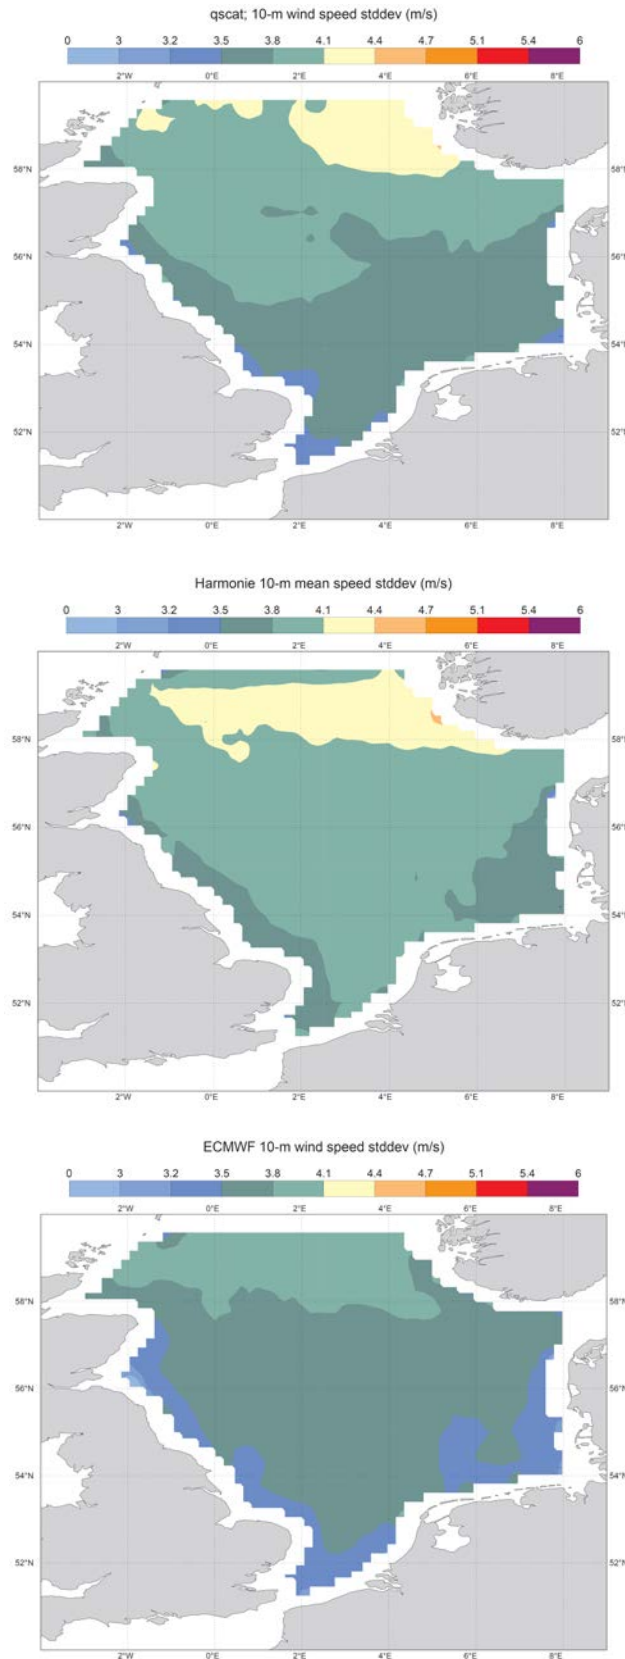 qscat; 10-m wind speed stddev (m/s)
0 3 3.2 3.5 3.8 4.1 4.4 4.7 5.1 5.4 6
2°W 0°E 2°E 4°E 6°E 8°E
58°N 58°N
56°N 56°N
54°N 54°N
52°N 52°N
2°W 0°E 2°E 4°E 6°E 8°E
Harmonie 10-m mean speed stddev (m/s)
0 3 3.2 3.5 3.8 4.1 4.4 4.7 5.1 5.4 6
2°W 0°E 2°E 4°E 6°E 8°E
58°N 58°N
56°N 56°N
54°N 54°N
52°N 52°N
2°W 0°E 2°E 4°E 6°E 8°E
ECMWF 10-m wind speed stddev (m/s)
0 3 3.2 3.5 3.8 4.1 4.4 4.7 5.1 5.4 6
2°W 0°E 2°E 4°E 6°E 8°E
58°N 58°N
56°N 56°N
54°N 54°N
52°N 52°N
2°W 0°E 2°E 4°E 6°E 8°E